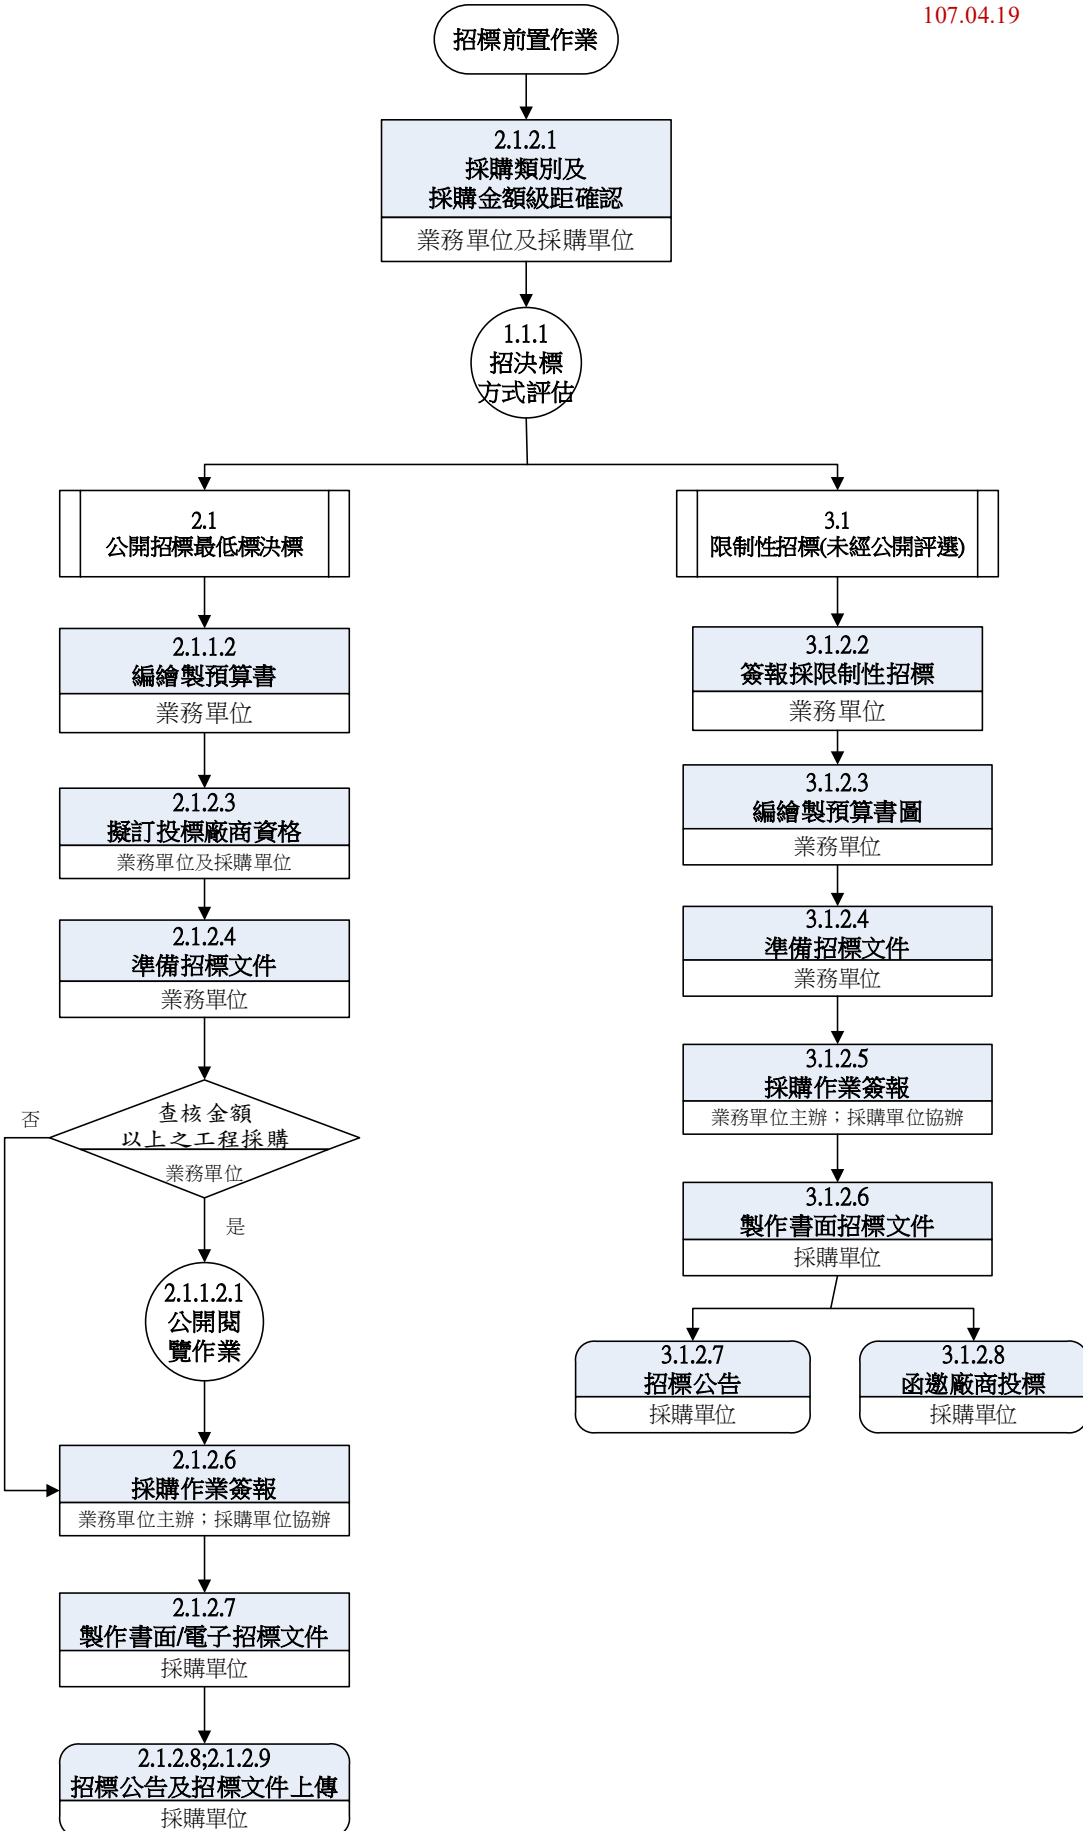 107.04.19
招標前置作業
2.1.2.1
採購類別及
採購金額級距確認
業務單位及採購單位
1.1.1
招決標
方式評估
2.1
公開招標最低標決標
2.1.1.2
編繪製預算書
業務單位
2.1.2.3
擬訂投標廠商資格
業務單位及採購單位
2.1.2.4
準備招標文件
業務單位
查核金額
以上之工程採購
業務單位
否
是
2.1.1.2.1
公開閱
覽作業
2.1.2.6
採購作業簽報
業務單位主辦；採購單位協辦
2.1.2.7
製作書面/電子招標文件
採購單位
2.1.2.8;2.1.2.9
招標公告及招標文件上傳
採購單位
3.1
限制性招標(未經公開評選)
3.1.2.2
簽報採限制性招標
業務單位
3.1.2.3
編繪製預算書圖
業務單位
3.1.2.4
準備招標文件
業務單位
3.1.2.5
採購作業簽報
業務單位主辦；採購單位協辦
3.1.2.6
製作書面招標文件
採購單位
3.1.2.7
招標公告
採購單位
3.1.2.8
函邀廠商投標
採購單位